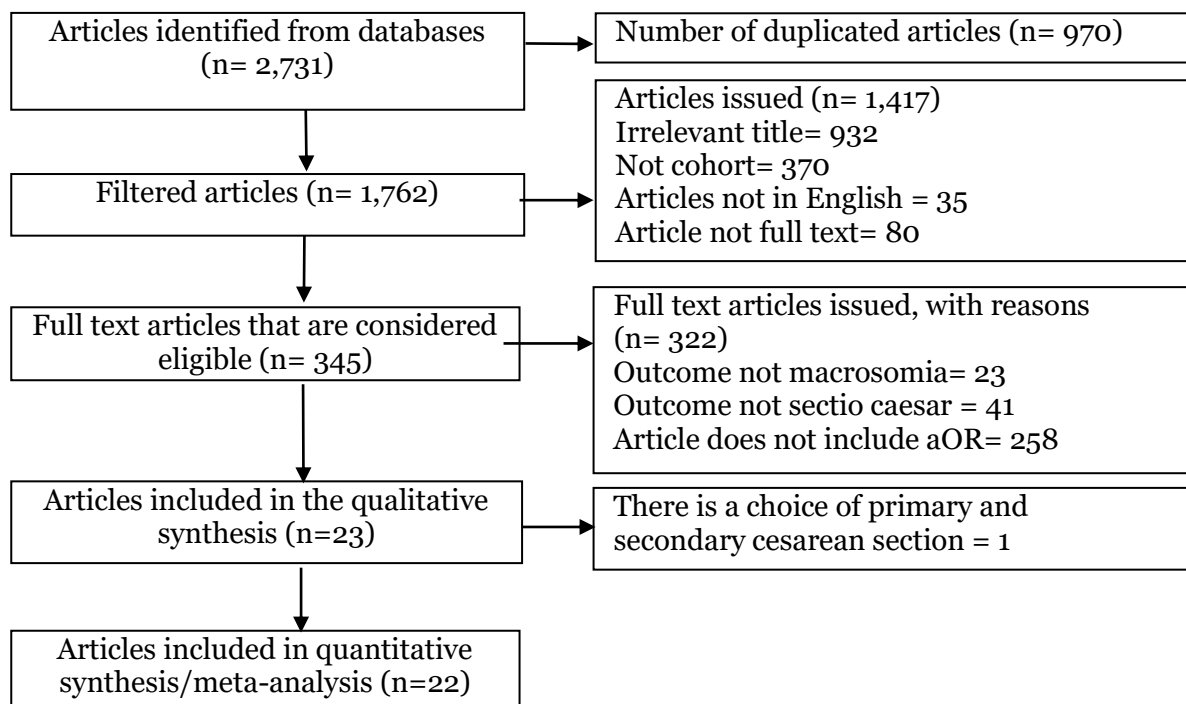 Articles identified from databases
(n= 2,731)
Number of duplicated articles (n= 970)
Articles issued (n= 1,417)
Irrelevant title= 932
Not cohort= 370
Articles not in English = 35
Article not full text= 80
Filtered articles (n= 1,762)
Full text articles that are considered
eligible (n= 345)
Full text articles issued, with reasons
(n= 322)
Outcome not macrosomia= 23
Outcome not sectio caesar = 41
Article does not include aOR= 258
Articles included in the qualitative
synthesis (n=23)
There is a choice of primary and
secondary cesarean section = 1
Articles included in quantitative
synthesis/meta-analysis (n=22)